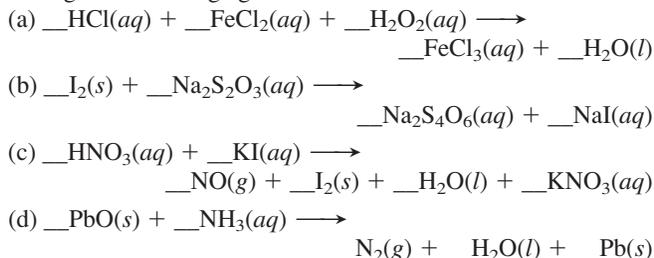 (a) __HCl(aq) + __FeCl₂(aq) + __H₂O₂(aq) ⟶
__FeCl₃(aq) + __H₂O(l)
(b) __I₂(s) + __Na₂S₂O₃(aq) ⟶
__Na₂S₄O₆(aq) + __NaI(aq)
(c) __HNO₃(aq) + __KI(aq) ⟶
__NO(g) + __I₂(s) + __H₂O(l) + __KNO₃(aq)
(d) __PbO(s) + __NH₃(aq) ⟶
N₂(g) + H₂O(l) + Pb(s)